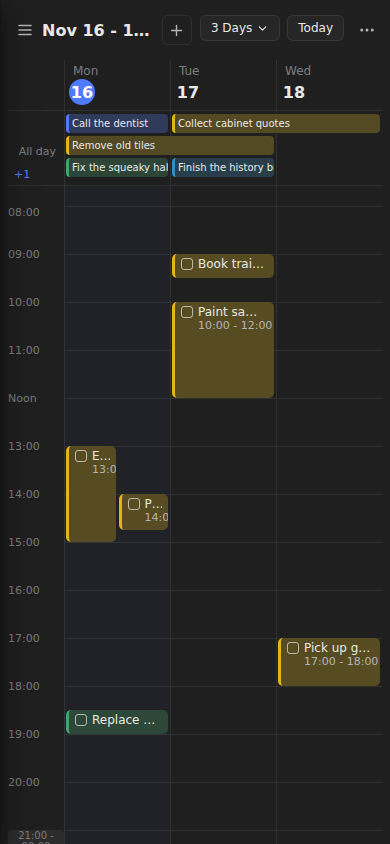 Nov 16 - 1…
3 Days
Today
Mon
Tue
Wed
16
17
18
All day
+1
Call the dentist
Collect cabinet quotes
Remove old tiles
Fix the squeaky hal
Finish the history b
08:00
09:00
Book trai…
10:00
Paint sa…
10:00 - 12:00
11:00
Noon
13:00
E…
13:0
14:00
P…
14:0
15:00
16:00
17:00
Pick up g…
17:00 - 18:00
18:00
Replace …
19:00
20:00
21:00 -